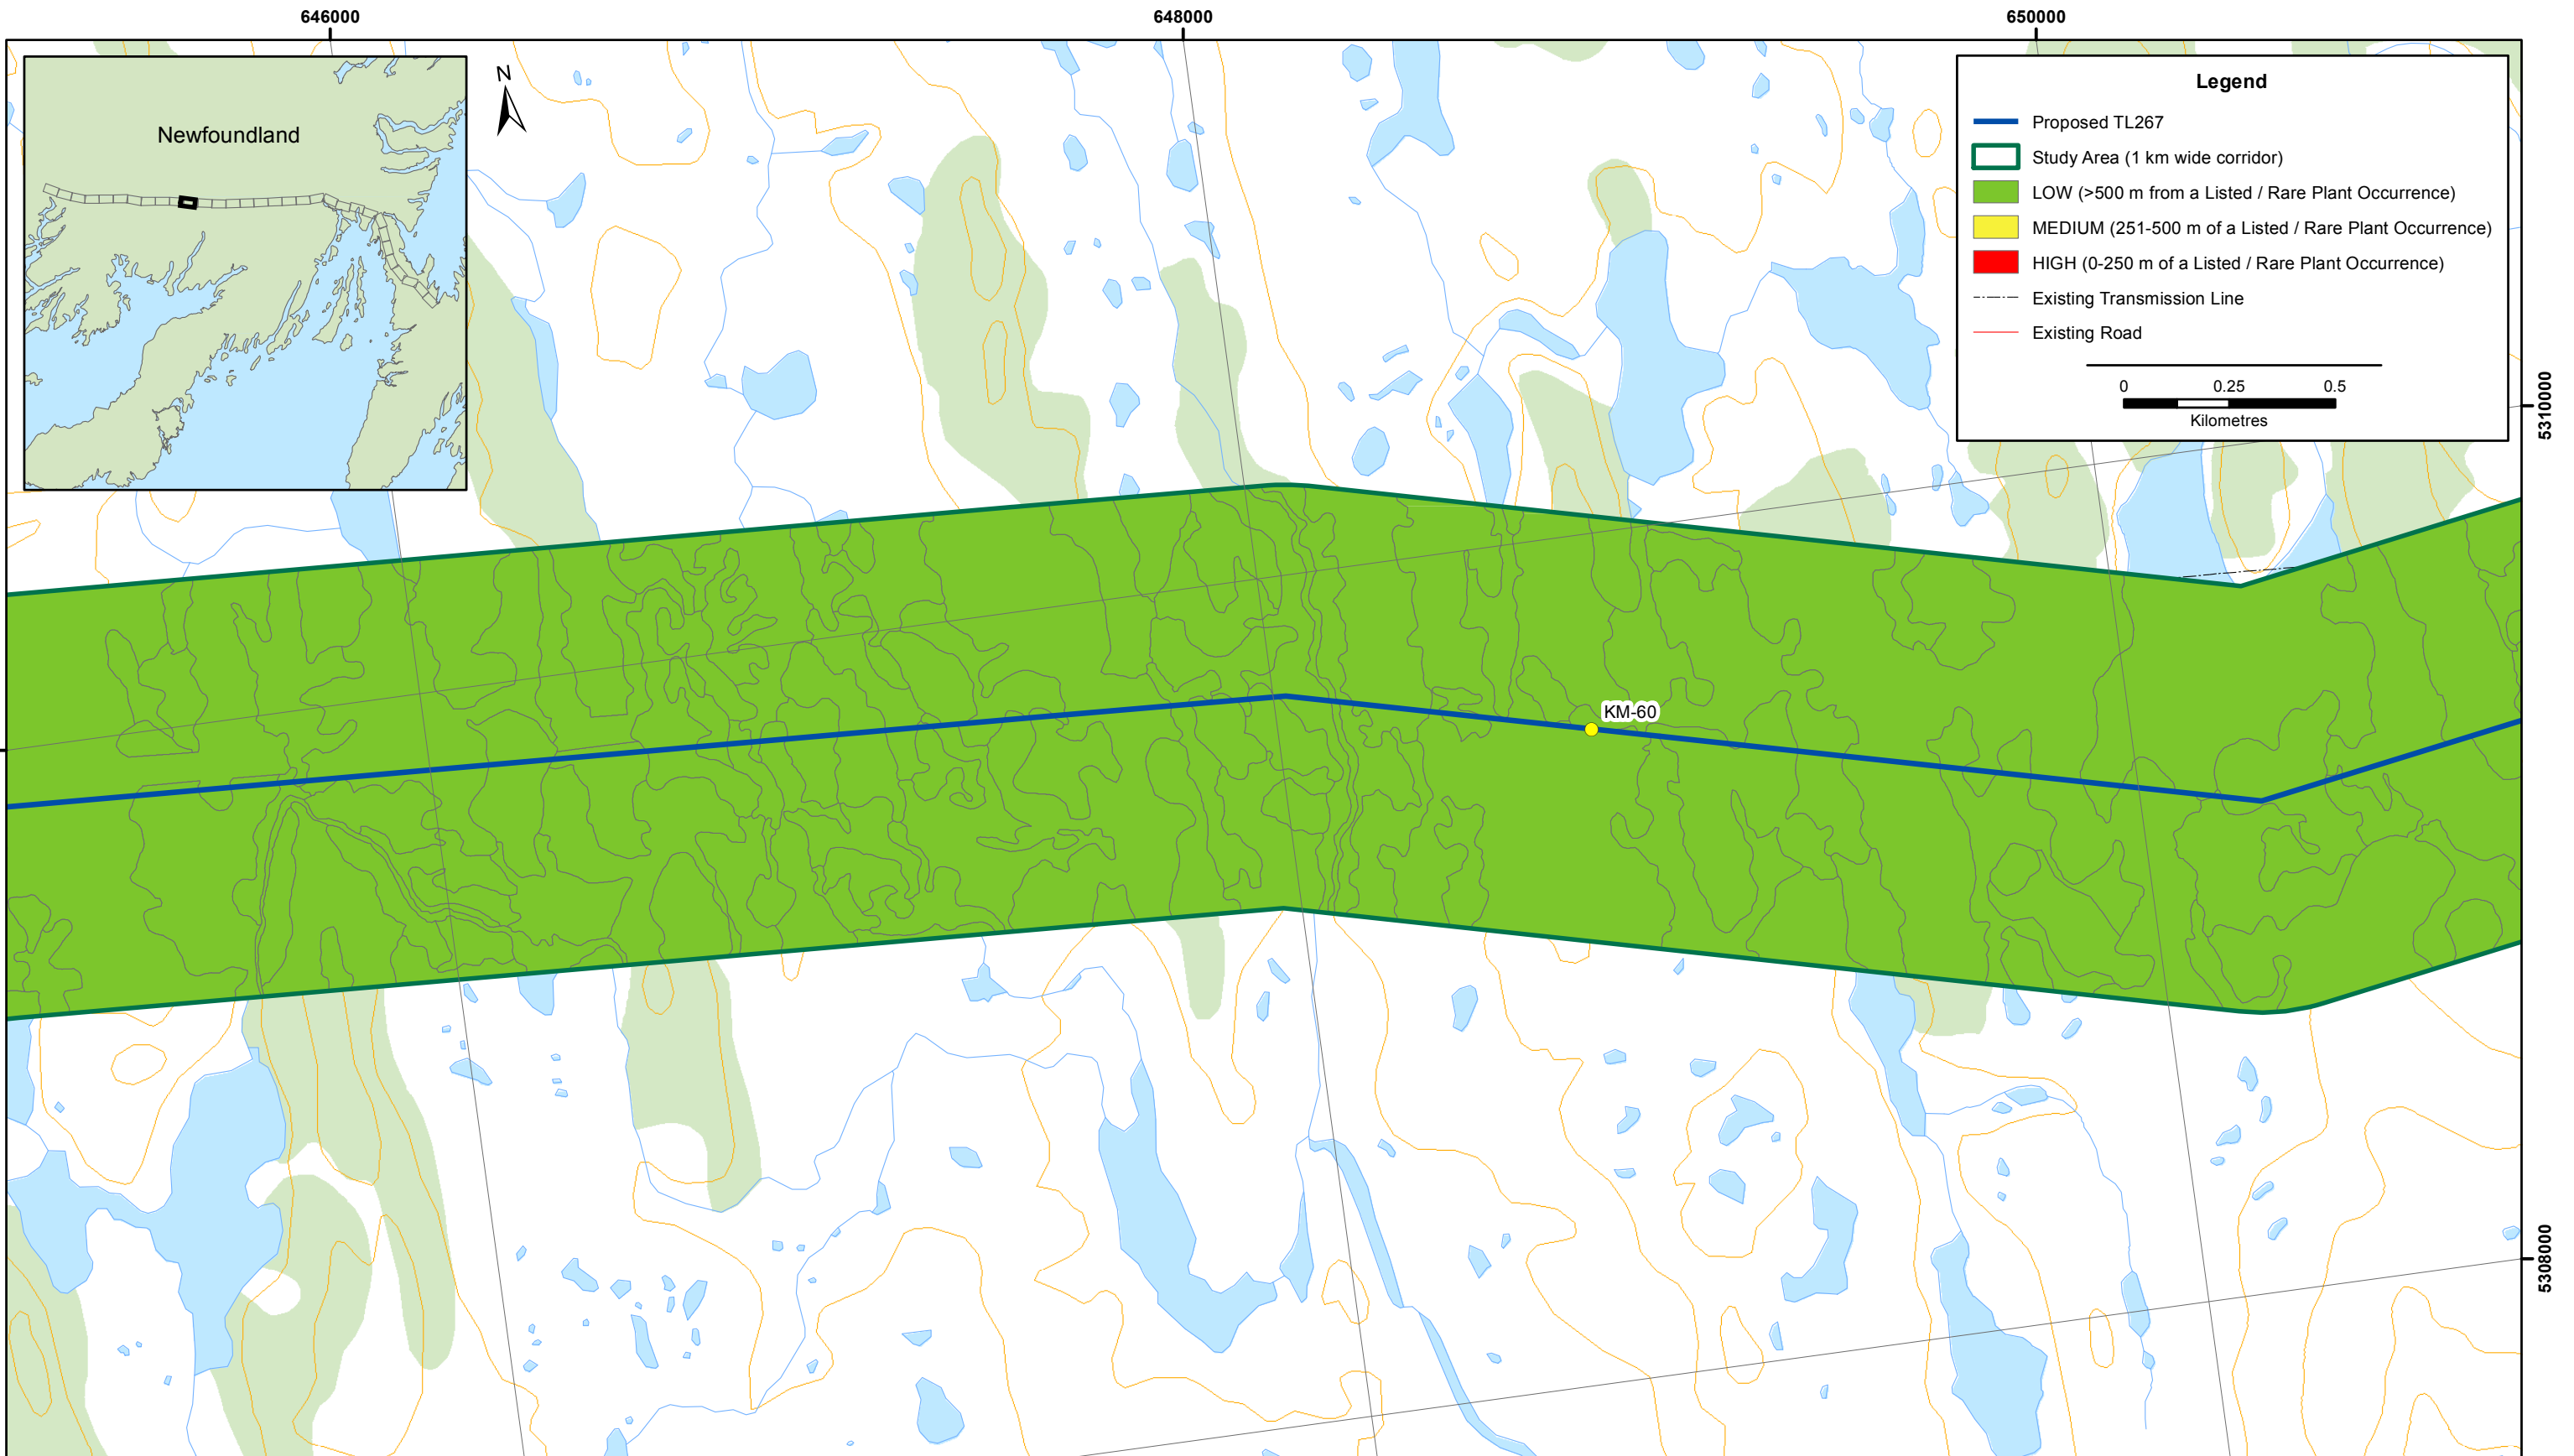 646000
648000
650000
Newfoundland
N
Legend
Proposed TL267
Study Area (1 km wide corridor)
LOW (>500 m from a Listed / Rare Plant Occurrence)
MEDIUM (251-500 m of a Listed / Rare Plant Occurrence)
HIGH (0-250 m of a Listed / Rare Plant Occurrence)
Existing Transmission Line
Existing Road
0 0.25 0.5
Kilometres
5310000
KM-60
5308000